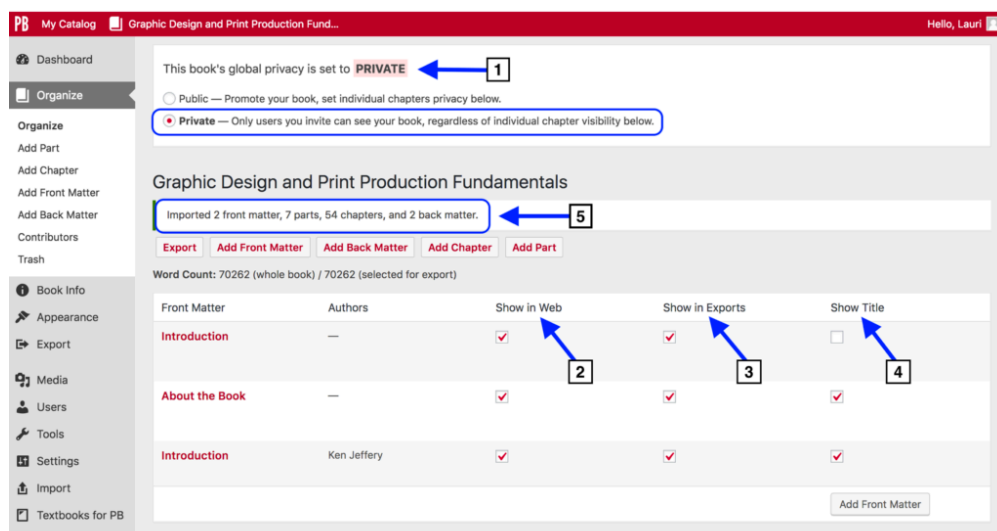 PB My Catalog Graphic Design and Print Production Fund... Hello, Lauri
Dashboard
Organize
Organize
Add Part
Add Chapter
Add Front Matter
Add Back Matter
Contributors
Trash
Book Info
Appearance
Export
Media
Users
Tools
Settings
Import
Textbooks for PB
This book's global privacy is set to PRIVATE 1
Public — Promote your book, set individual chapters privacy below.
Private — Only users you invite can see your book, regardless of individual chapter visibility below.
Graphic Design and Print Production Fundamentals
Imported 2 front matter, 7 parts, 54 chapters, and 2 back matter. 5
Export Add Front Matter Add Back Matter Add Chapter Add Part
Word Count: 70262 (whole book) / 70262 (selected for export)
Front Matter Authors Show in Web Show in Exports Show Title
Introduction —
2 3 4
About the Book —
Introduction Ken Jeffery
Add Front Matter